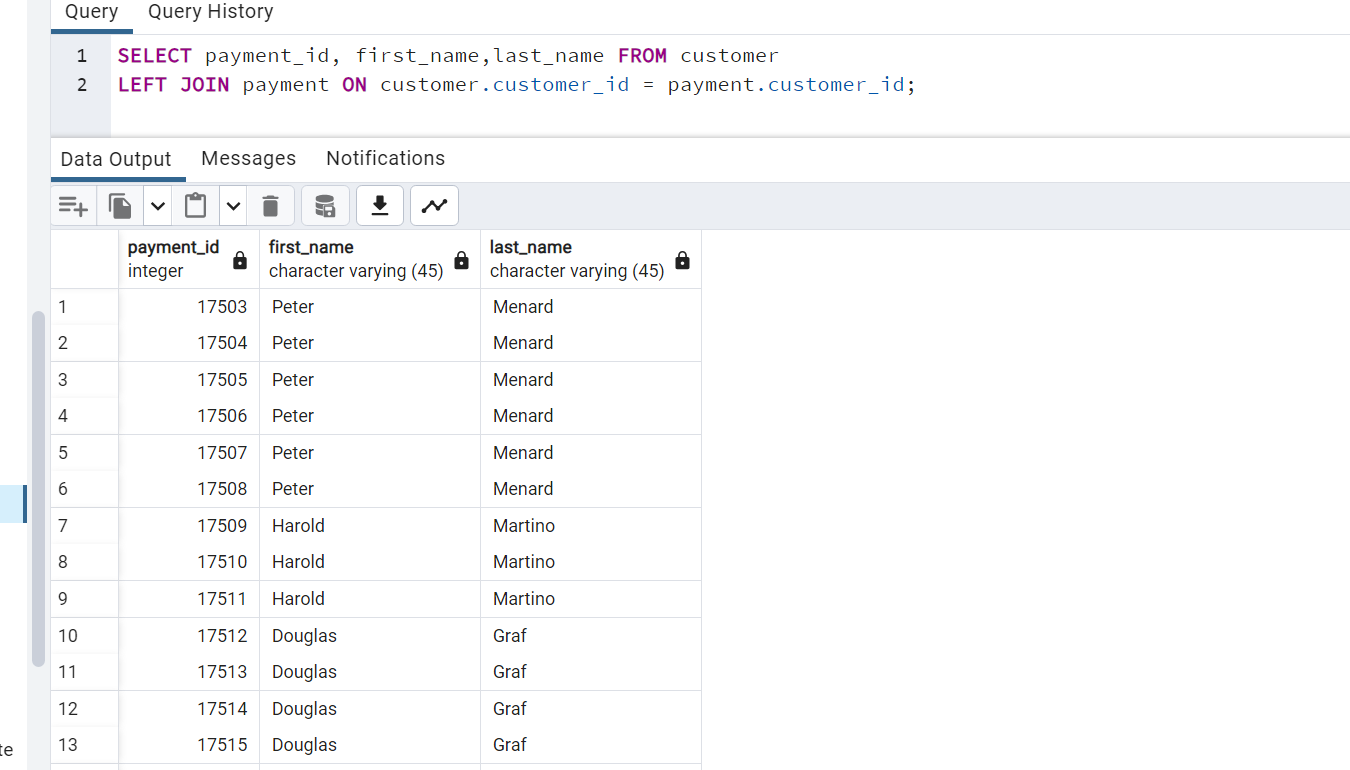 Query Query History
1 SELECT payment_id, first_name,last_name FROM customer
2 LEFT JOIN payment ON customer.customer_id = payment.customer_id;
Data Output Messages Notifications
payment_id first_name last_name
integer character varying (45) character varying (45)
1 17503 Peter Menard
2 17504 Peter Menard
3 17505 Peter Menard
4 17506 Peter Menard
5 17507 Peter Menard
6 17508 Peter Menard
7 17509 Harold Martino
8 17510 Harold Martino
9 17511 Harold Martino
10 17512 Douglas Graf
11 17513 Douglas Graf
12 17514 Douglas Graf
13 17515 Douglas Graf
te